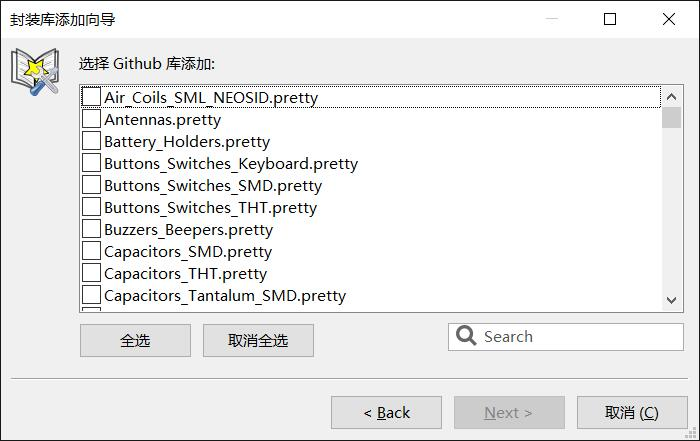 封装库添加向导
选择 Github 库添加:
Air_Coils_SML_NEOSID.pretty
Antennas.pretty
Battery_Holders.pretty
Buttons_Switches_Keyboard.pretty
Buttons_Switches_SMD.pretty
Buttons_Switches_THT.pretty
Buzzers_Beepers.pretty
Capacitors_SMD.pretty
Capacitors_THT.pretty
Capacitors_Tantalum_SMD.pretty
全选 取消全选 Search
< Back Next > 取消 (C)